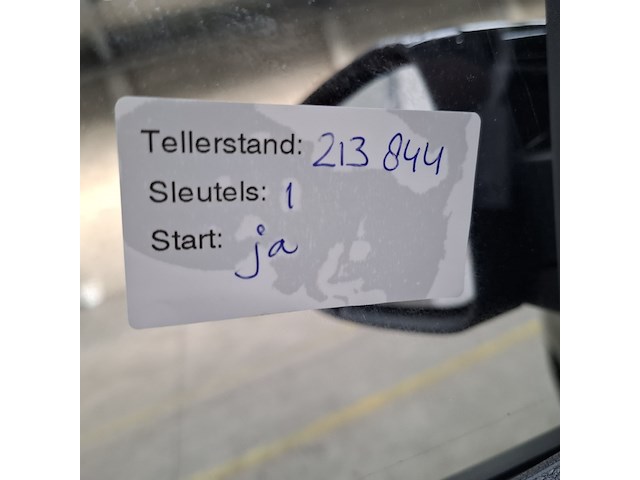 Tellerstand: 213 844
Sleutels: 1
Start: ja